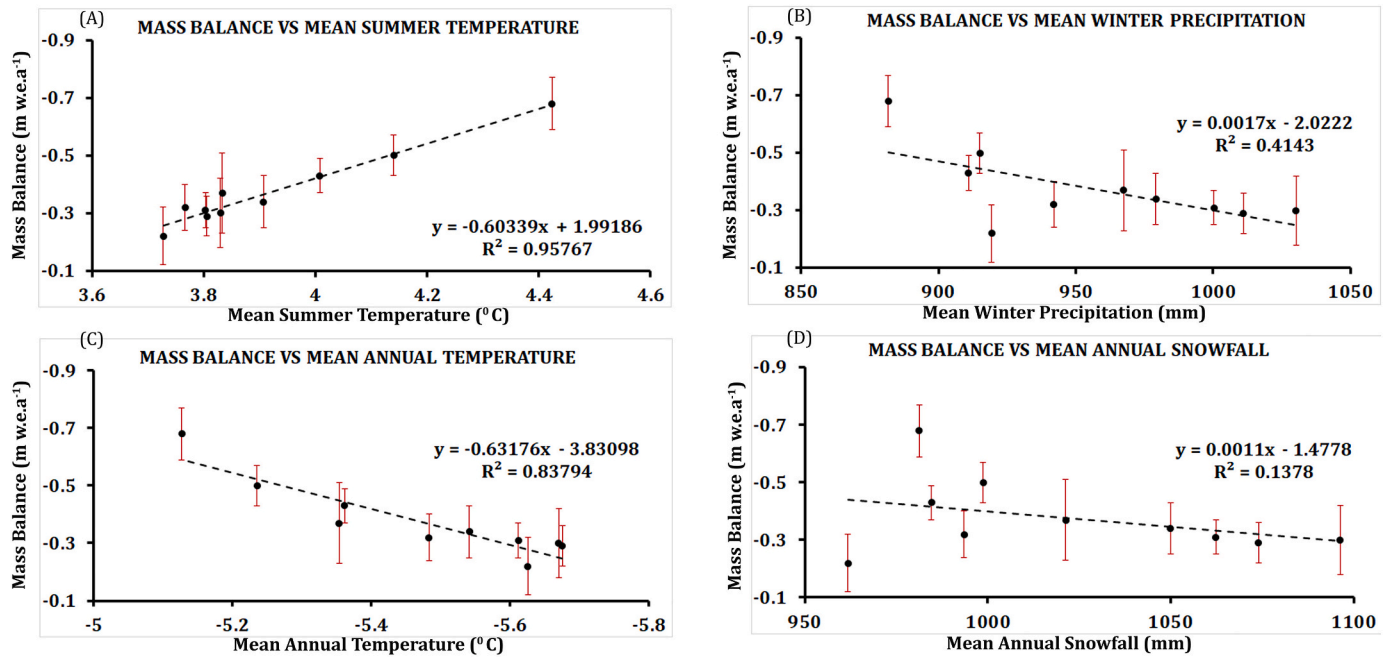 (A)
MASS BALANCE VS MEAN SUMMER TEMPERATURE
Mass Balance (m w.e.a⁻¹)
-0.9
-0.7
-0.5
-0.3
-0.1
y = -0.60339x + 1.99186
R² = 0.95767
3.6 3.8 4 4.2 4.4 4.6
Mean Summer Temperature (⁰ C)
(B)
MASS BALANCE VS MEAN WINTER PRECIPITATION
Mass Balance (m w.e.a⁻¹)
-0.9
-0.7
-0.5
-0.3
-0.1
y = 0.0017x - 2.0222
R² = 0.4143
850 900 950 1000 1050
Mean Winter Precipitation (mm)
(C)
MASS BALANCE VS MEAN ANNUAL TEMPERATURE
Mass Balance (m w.e.a⁻¹)
-0.9
-0.7
-0.5
-0.3
-0.1
y = -0.63176x - 3.83098
R² = 0.83794
-5 -5.2 -5.4 -5.6 -5.8
Mean Annual Temperature (⁰ C)
(D)
MASS BALANCE VS MEAN ANNUAL SNOWFALL
Mass Balance (m w.e.a⁻¹)
-0.9
-0.7
-0.5
-0.3
-0.1
y = 0.0011x - 1.4778
R² = 0.1378
950 1000 1050 1100
Mean Annual Snowfall (mm)